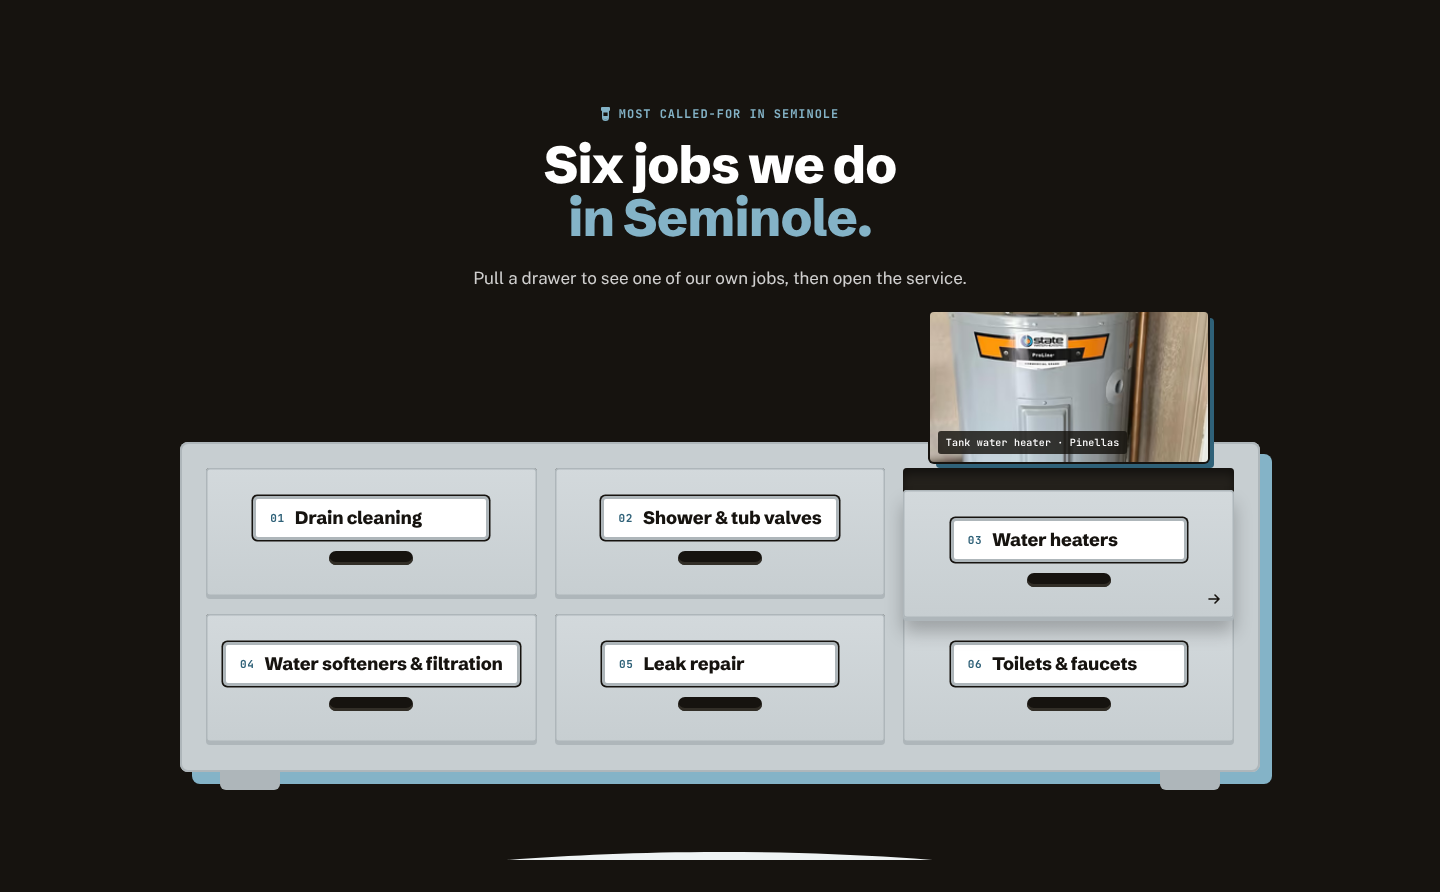 MOST CALLED-FOR IN SEMINOLE
Six jobs we do
in Seminole.
Pull a drawer to see one of our own jobs, then open the service.
state
ProLine
Tank water heater · Pinellas
01 Drain cleaning
02 Shower & tub valves
03 Water heaters
04 Water softeners & filtration
05 Leak repair
06 Toilets & faucets